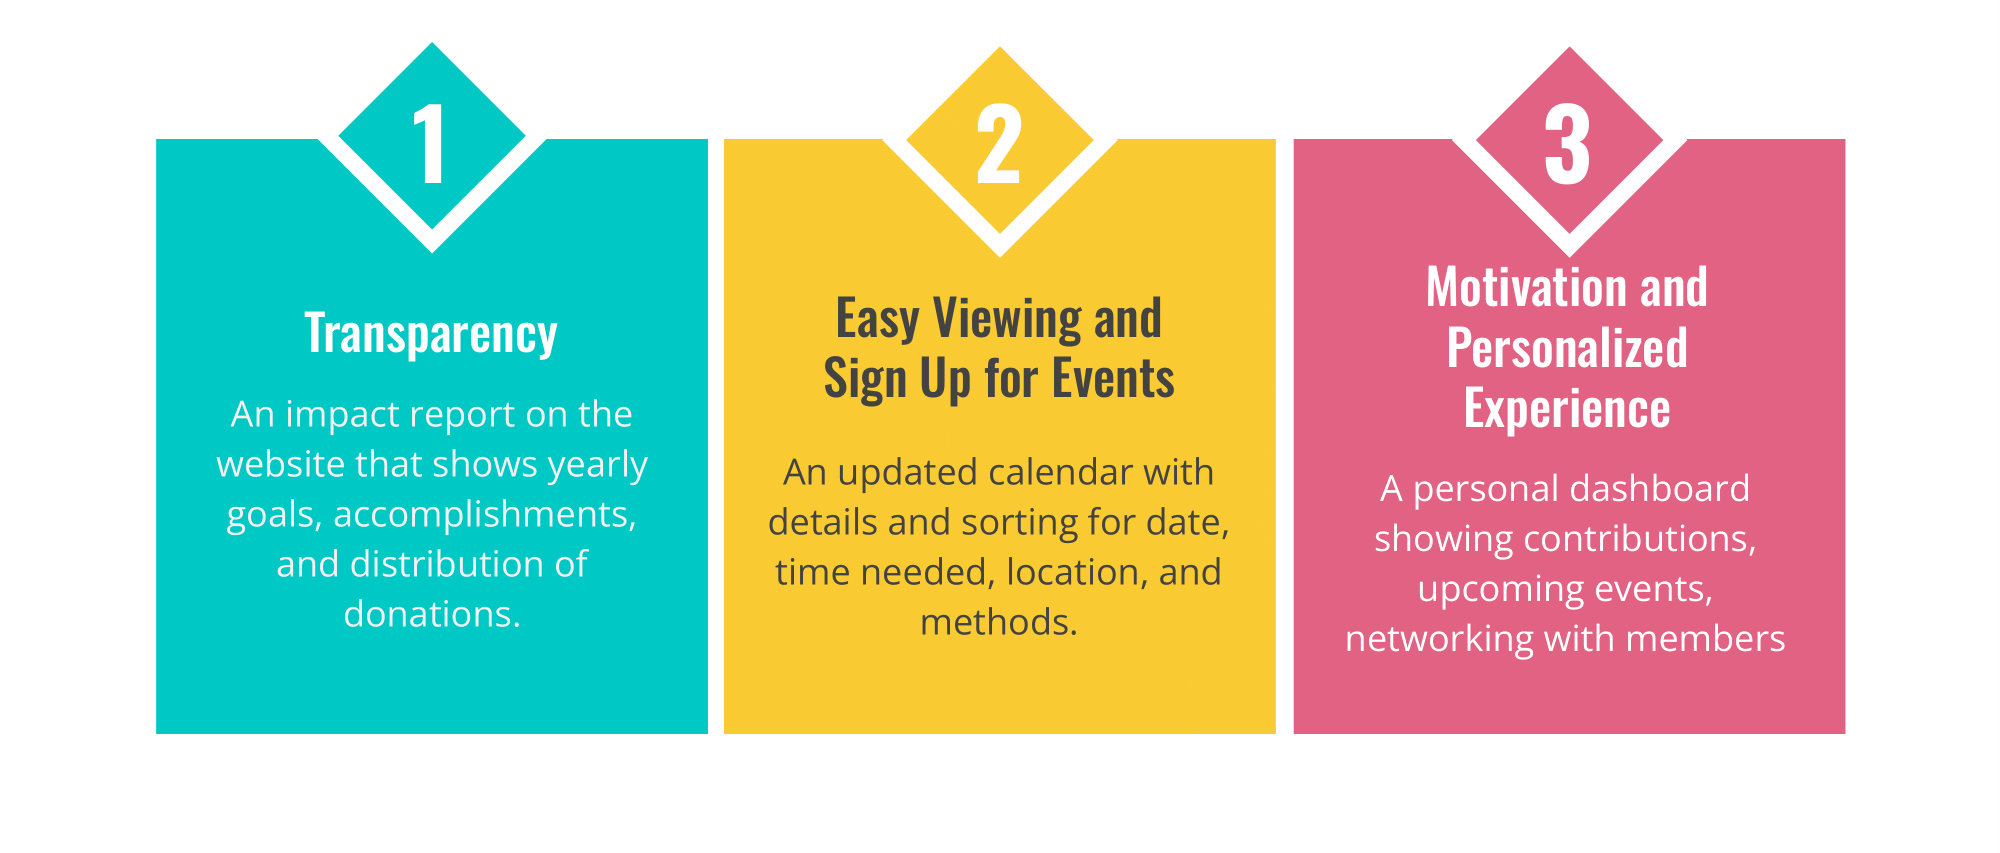 1
Transparency
An impact report on the
website that shows yearly
goals, accomplishments,
and distribution of
donations.
2
Easy Viewing and
Sign Up for Events
An updated calendar with
details and sorting for date,
time needed, location, and
methods.
3
Motivation and
Personalized
Experience
A personal dashboard
showing contributions,
upcoming events,
networking with members